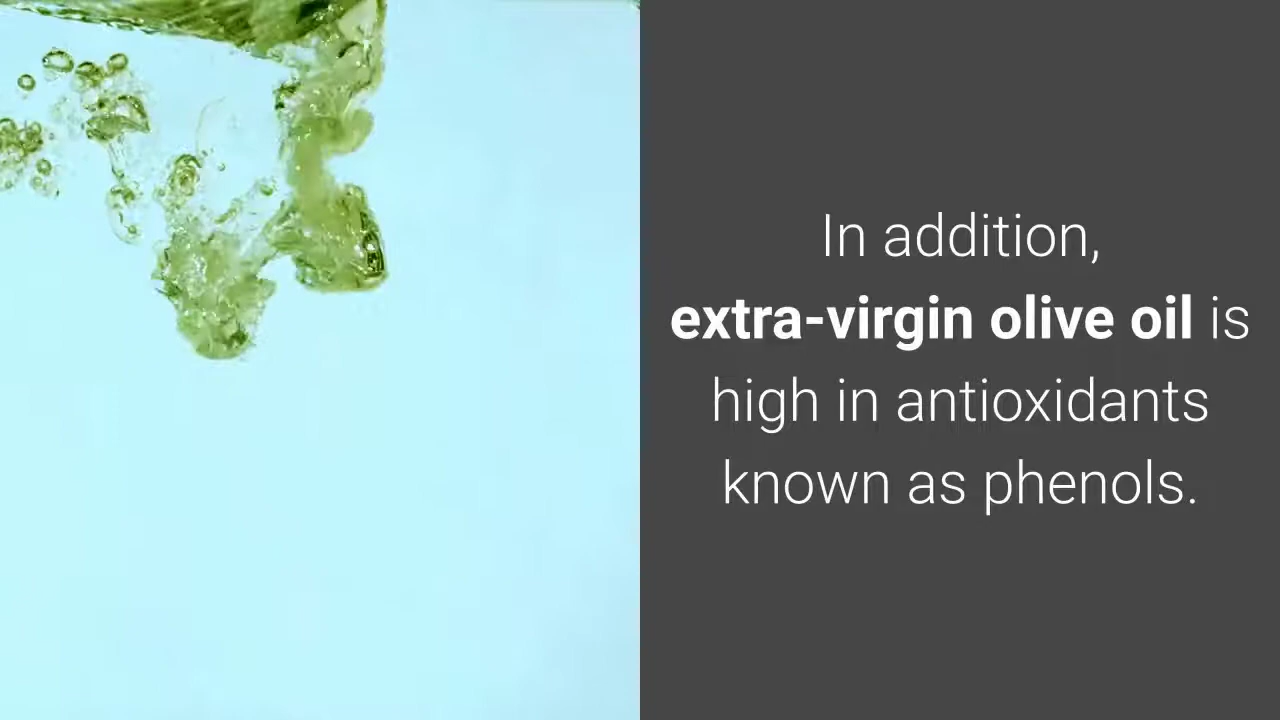 In addition,
extra-virgin olive oil is
high in antioxidants
known as phenols.